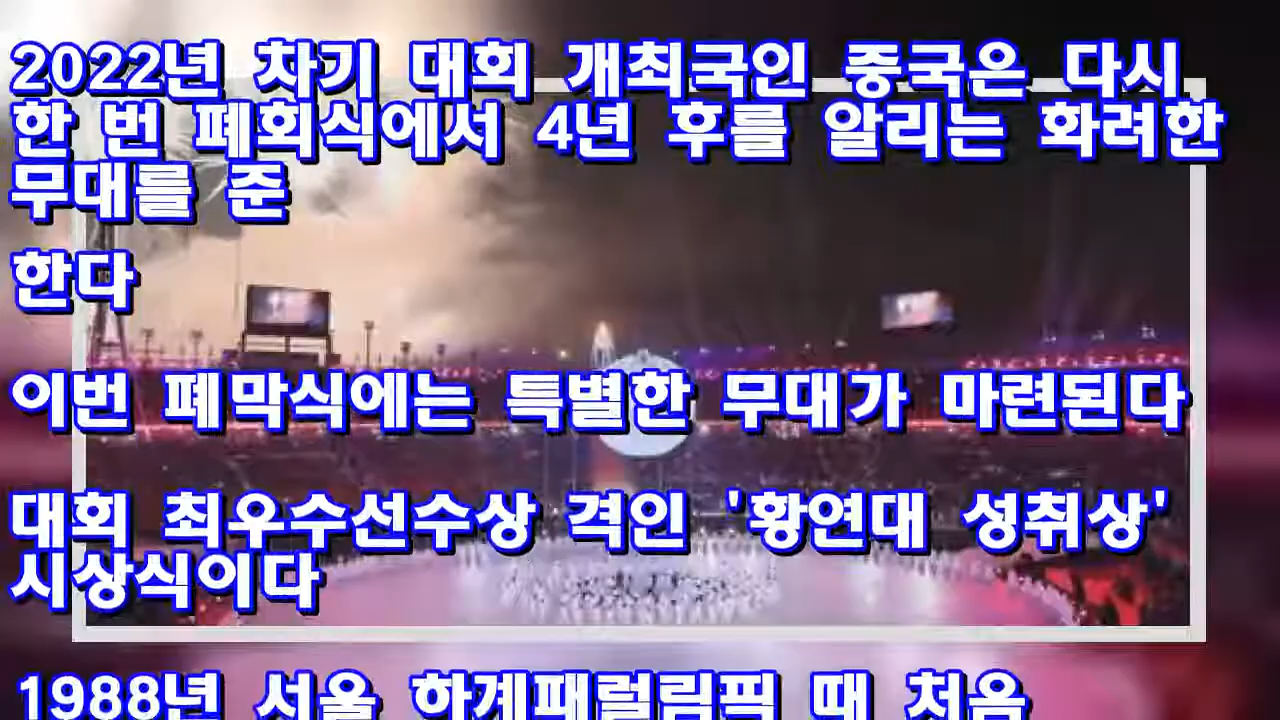 2022년 차기 대회 개최국인 중국은 다시
한 번 폐회식에서 4년 후를 알리는 화려한
무대를 준
한다
이번 폐막식에는 특별한 무대가 마련된다
대회 최우수선수상 격인 '황연대 성취상'
시상식이다
1988년 서울 하계패럴림픽 때 처음